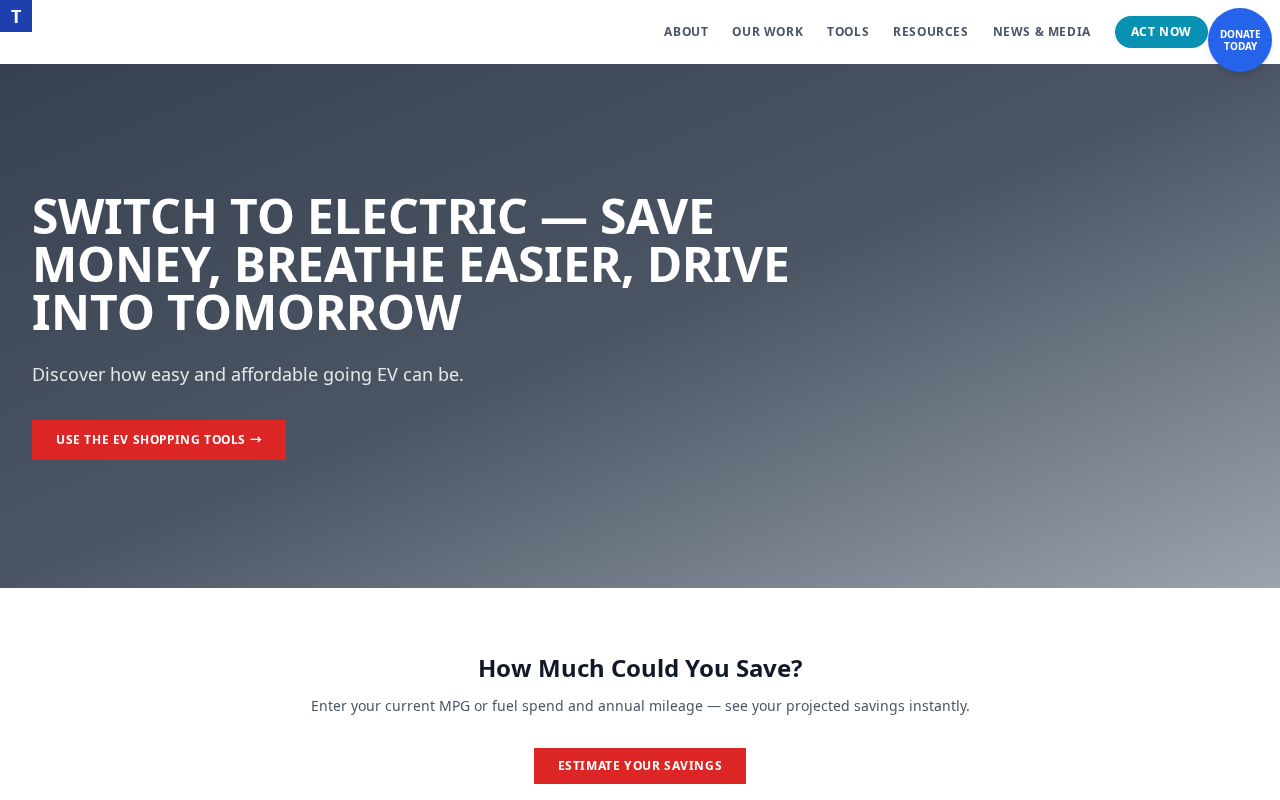 T
ABOUT
OUR WORK
TOOLS
RESOURCES
NEWS & MEDIA
ACT NOW
DONATE
TODAY
SWITCH TO ELECTRIC — SAVE
MONEY, BREATHE EASIER, DRIVE
INTO TOMORROW
Discover how easy and affordable going EV can be.
USE THE EV SHOPPING TOOLS →
How Much Could You Save?
Enter your current MPG or fuel spend and annual mileage — see your projected savings instantly.
ESTIMATE YOUR SAVINGS